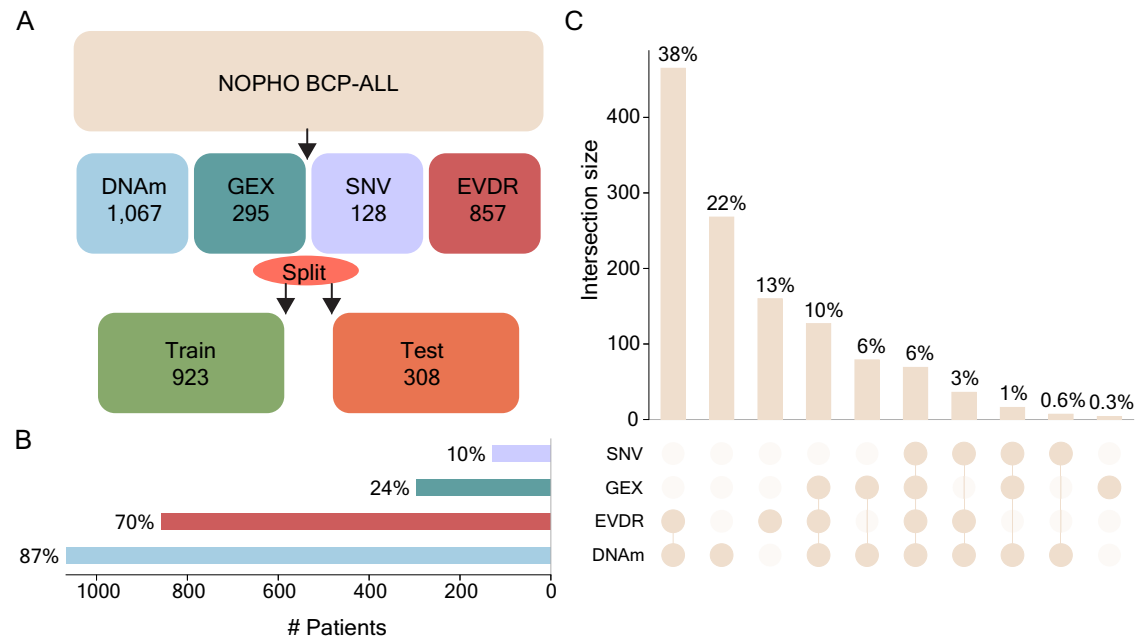 A
NOPHO BCP-ALL
DNAm
1,067
GEX
295
SNV
128
EVDR
857
Split
Train
923
Test
308
B
10%
24%
70%
87%
1000 800 600 400 200 0
# Patients
C
Intersection size
400
300
200
100
0
38%
22%
13%
10%
6%
6%
3%
1%
0.6%
0.3%
SNV
GEX
EVDR
DNAm